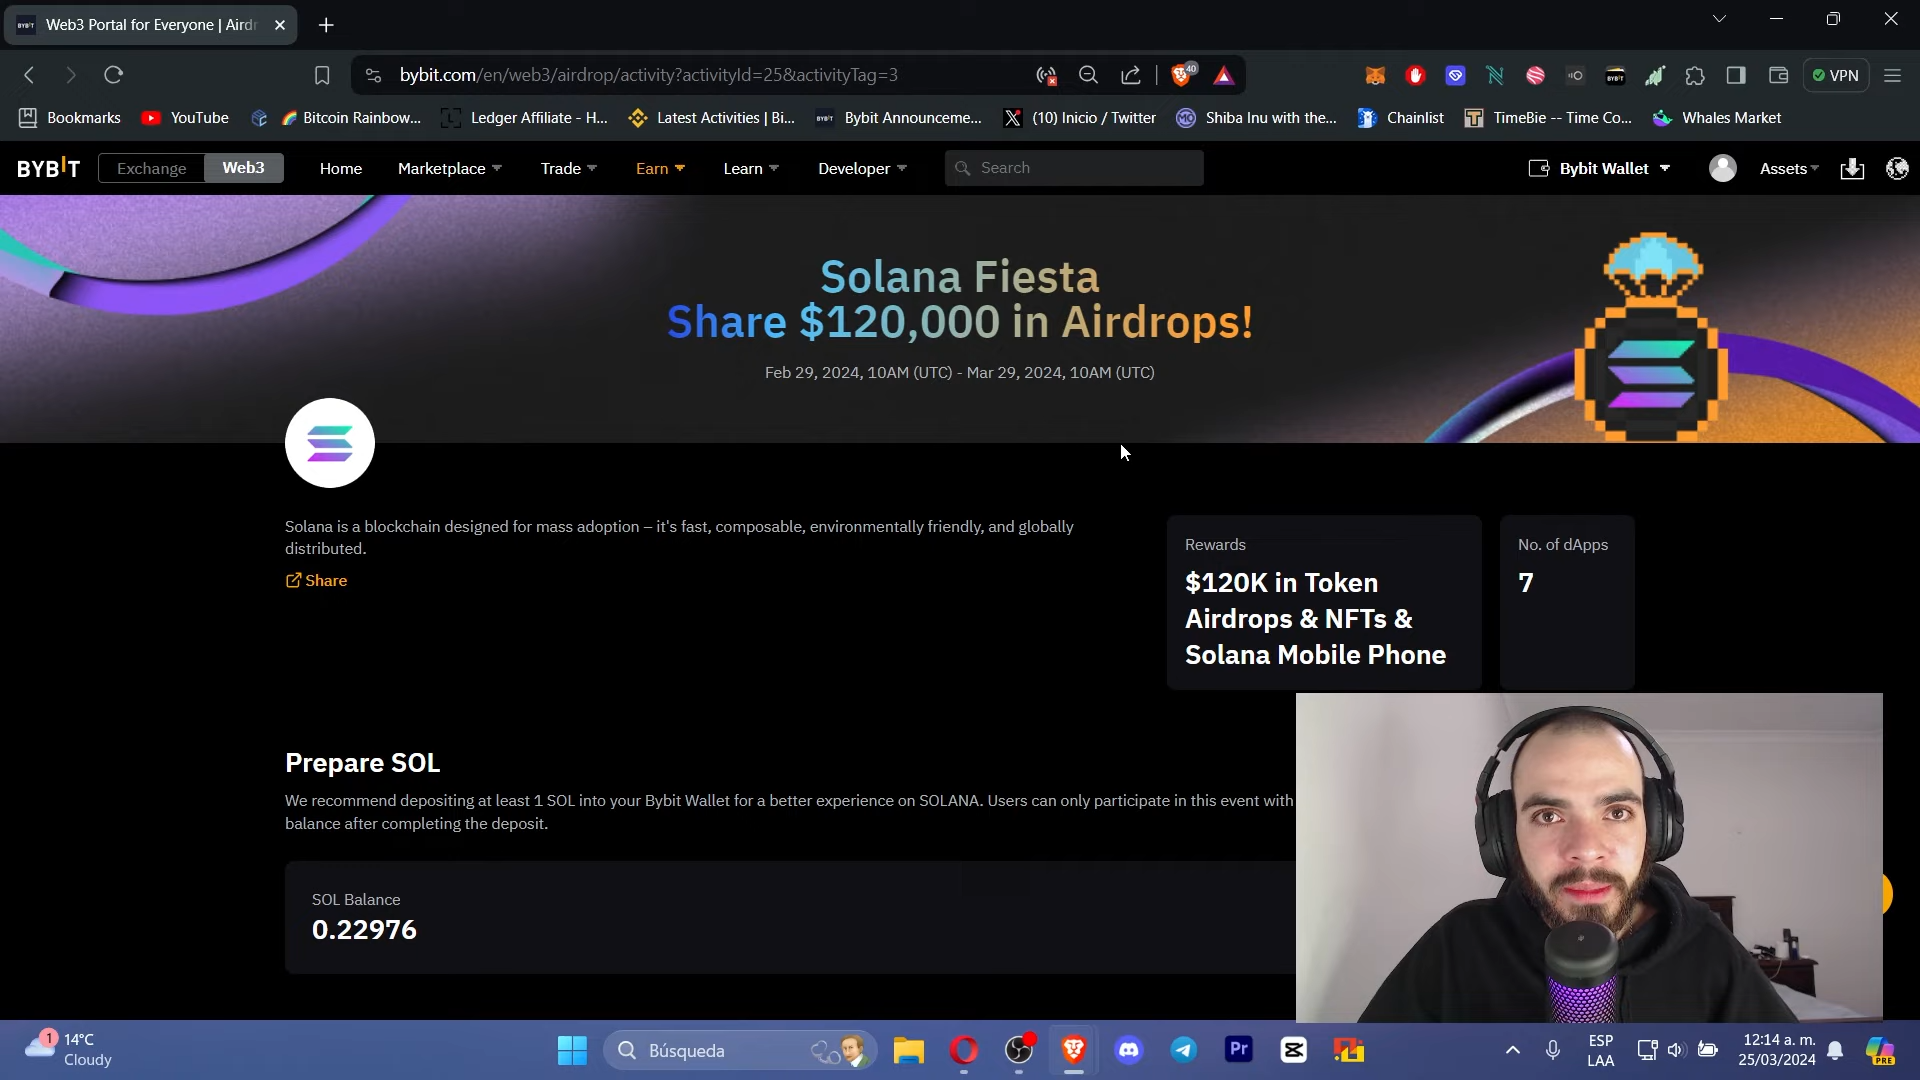 Web3 Portal for Everyone | Airdr
bybit.com/en/web3/airdrop/activity?activityId=25&activityTag=3
40
VPN
Bookmarks
YouTube
Bitcoin Rainbow...
Ledger Affiliate - H...
Latest Activities | Bi...
Bybit Announceme...
(10) Inicio / Twitter
Shiba Inu with the...
Chainlist
TimeBie -- Time Co...
Whales Market
BYBIT
Exchange
Web3
Home
Marketplace
Trade
Earn
Learn
Developer
Search
Bybit Wallet
Assets
Solana Fiesta
Share $120,000 in Airdrops!
Feb 29, 2024, 10AM (UTC) - Mar 29, 2024, 10AM (UTC)
Solana is a blockchain designed for mass adoption – it's fast, composable, environmentally friendly, and globally
distributed.
Share
Rewards
$120K in Token
Airdrops & NFTs &
Solana Mobile Phone
No. of dApps
7
Prepare SOL
We recommend depositing at least 1 SOL into your Bybit Wallet for a better experience on SOLANA. Users can only participate in this event with
balance after completing the deposit.
SOL Balance
0.22976
1
14°C
Cloudy
Búsqueda
Pr
ESP
LAA
12:14 a. m.
25/03/2024
PRE